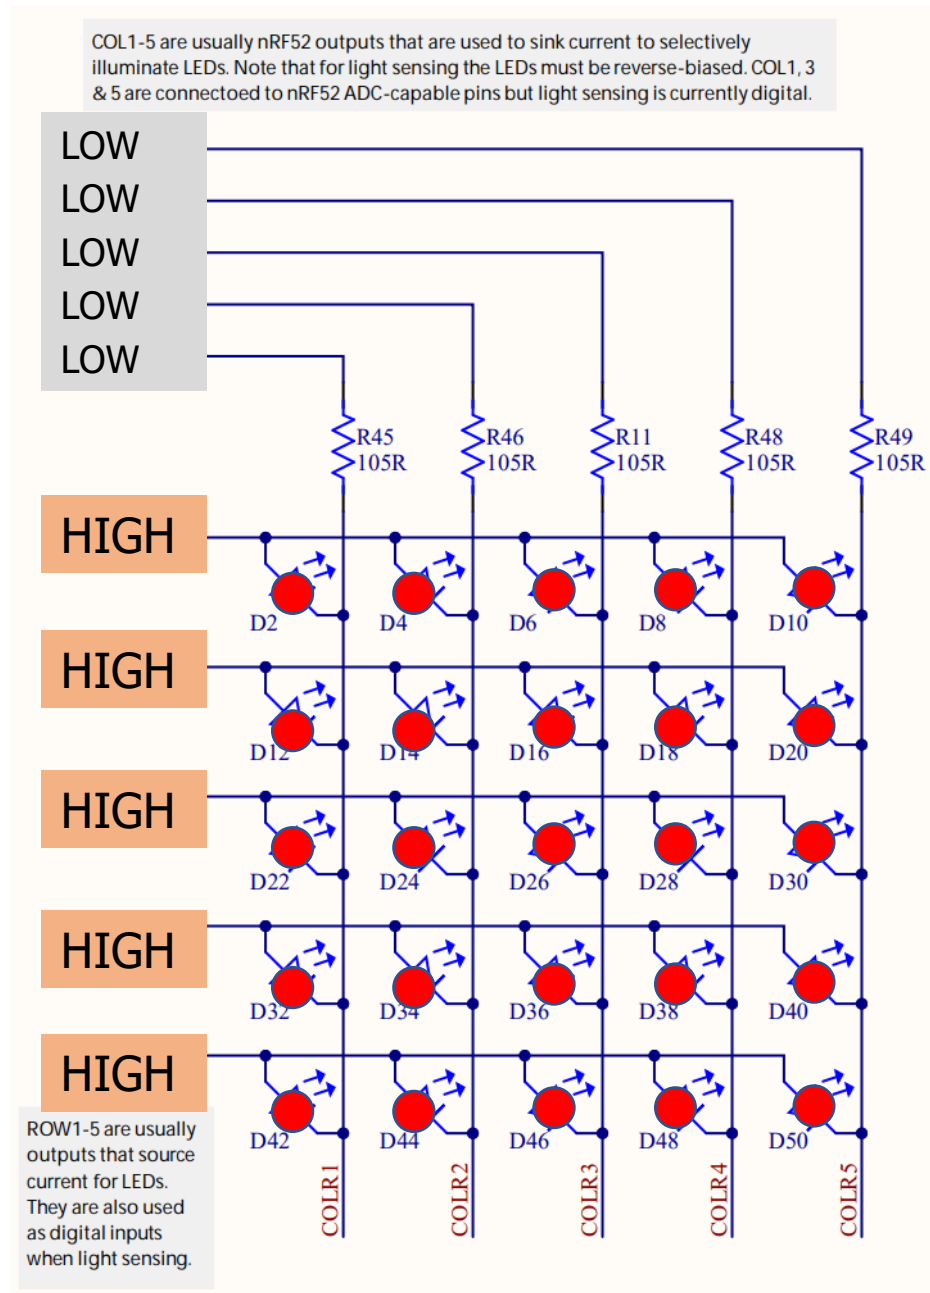 COL1-5 are usually nRF52 outputs that are used to sink current to selectively
illuminate LEDs. Note that for light sensing the LEDs must be reverse-biased. COL1, 3
& 5 are connectoed to nRF52 ADC-capable pins but light sensing is currently digital.
LOW
LOW
LOW
LOW
LOW
R45 R46 R11 R48 R49
105R 105R 105R 105R 105R
HIGH
D2 D4 D6 D8 D10
HIGH
D12 D14 D16 D18 D20
HIGH
D22 D24 D26 D28 D30
HIGH
D32 D34 D36 D38 D40
HIGH
D42 D44 D46 D48 D50
ROW1-5 are usually
outputs that source
current for LEDs.
They are also used
as digital inputs
when light sensing.
COLR1 COLR2 COLR3 COLR4 COLR5